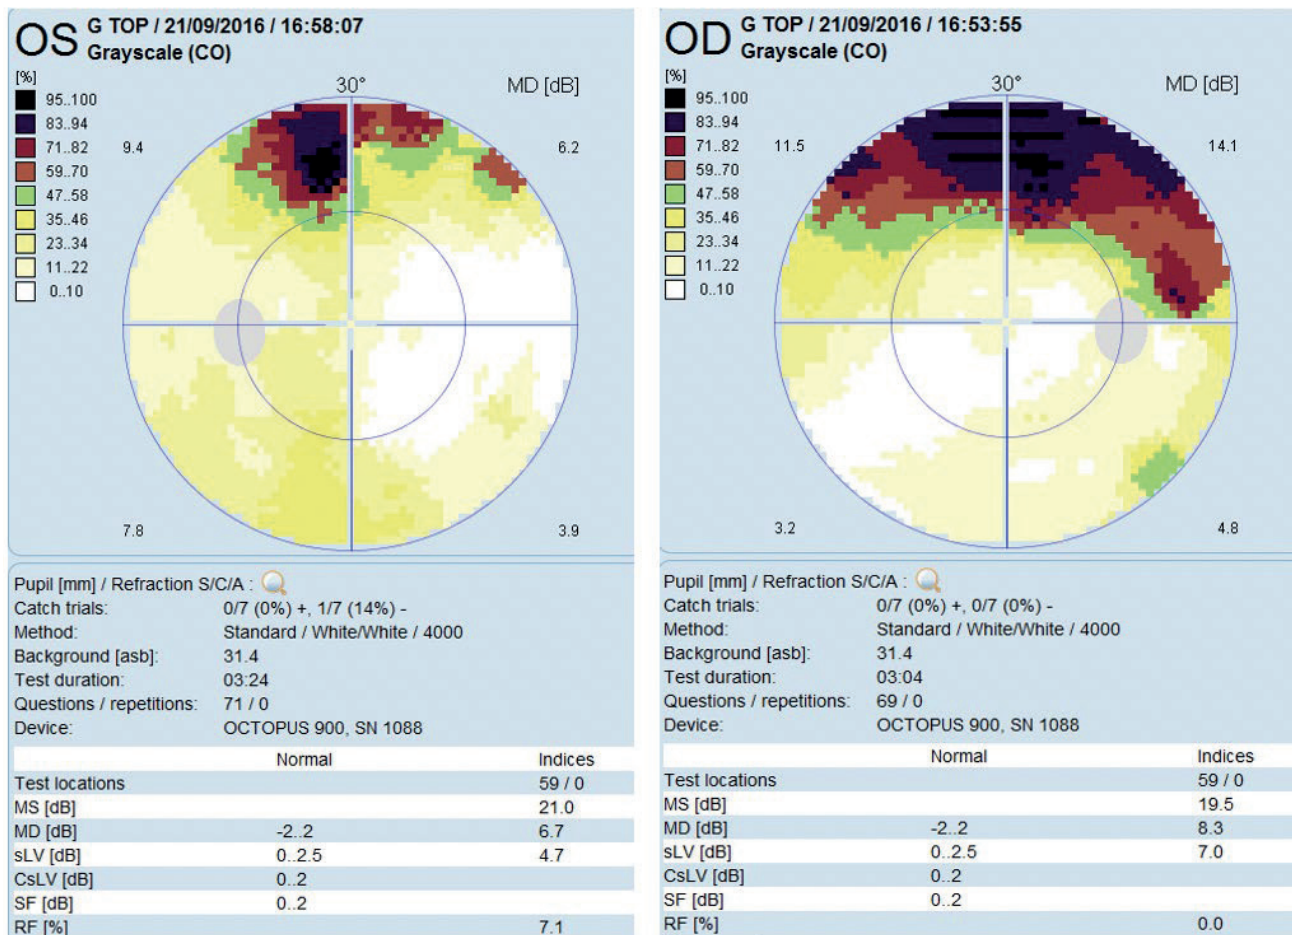 OS G TOP / 21/09/2016 / 16:58:07
Grayscale (CO)
[%]
30°
MD [dB]
95..100
83..94
71..82
59..70
47..58
35..46
23..34
11..22
0..10
9.4
6.2
7.8
3.9
Pupil [mm] / Refraction S/C/A :
Catch trials: 0/7 (0%) +, 1/7 (14%) -
Method: Standard / White/White / 4000
Background [asb]: 31.4
Test duration: 03:24
Questions / repetitions: 71 / 0
Device: OCTOPUS 900, SN 1088
Normal Indices
Test locations 59 / 0
MS [dB] 21.0
MD [dB] -2..2 6.7
sLV [dB] 0..2.5 4.7
CsLV [dB] 0..2
SF [dB] 0..2
RF [%] 7.1
OD G TOP / 21/09/2016 / 16:53:55
Grayscale (CO)
[%]
30°
MD [dB]
95..100
83..94
71..82
59..70
47..58
35..46
23..34
11..22
0..10
11.5
14.1
3.2
4.8
Pupil [mm] / Refraction S/C/A :
Catch trials: 0/7 (0%) +, 0/7 (0%) -
Method: Standard / White/White / 4000
Background [asb]: 31.4
Test duration: 03:04
Questions / repetitions: 69 / 0
Device: OCTOPUS 900, SN 1088
Normal Indices
Test locations 59 / 0
MS [dB] 19.5
MD [dB] -2..2 8.3
sLV [dB] 0..2.5 7.0
CsLV [dB] 0..2
SF [dB] 0..2
RF [%] 0.0